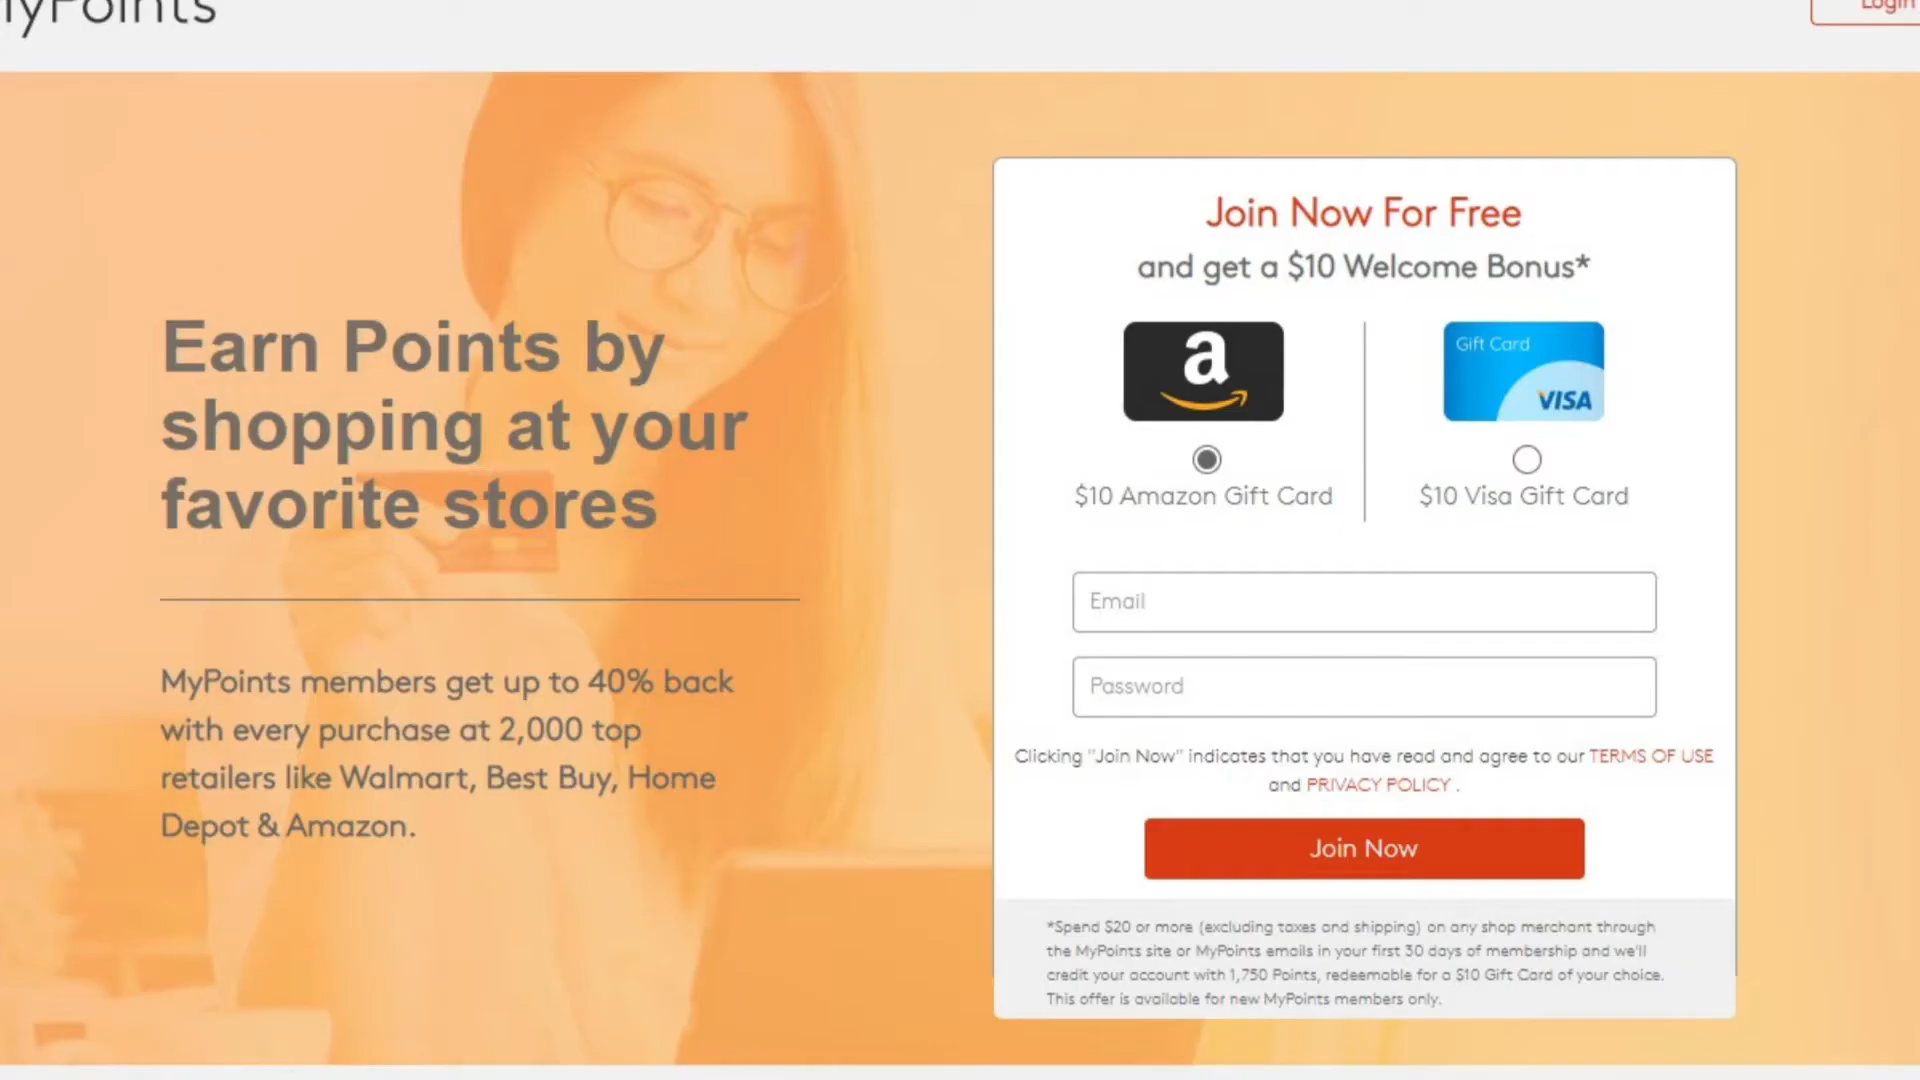 MyPoints
Login
Earn Points by
shopping at your
favorite stores
MyPoints members get up to 40% back
with every purchase at 2,000 top
retailers like Walmart, Best Buy, Home
Depot & Amazon.
Join Now For Free
and get a $10 Welcome Bonus*
a
Gift Card
VISA
$10 Amazon Gift Card
$10 Visa Gift Card
Email
Password
Clicking "Join Now" indicates that you have read and agree to our TERMS OF USE
and PRIVACY POLICY .
Join Now
*Spend $20 or more (excluding taxes and shipping) on any shop merchant through
the MyPoints site or MyPoints emails in your first 30 days of membership and we'll
credit your account with 1,750 Points, redeemable for a $10 Gift Card of your choice.
This offer is available for new MyPoints members only.